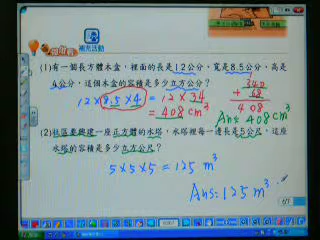 補充活動
(1)有一個長方體木盒，裡面的長是12公分，寬是8.5公分，高是
4公分，這個木盒的容積是多少立方公分？
12×8.5×4 = 12×34
= 408 cm³
340
+ 68
408
Ans: 408 cm³
(2)社區要興建一座正方體的水塔，水塔裡每一邊長是5公尺，這座
水塔的容積是多少立方公尺？
5×5×5 = 125 m³
Ans: 125 m³